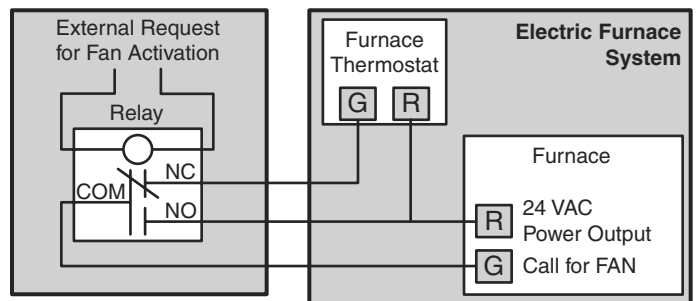 External Request
for Fan Activation
Relay
NC
COM
NO
Electric Furnace
System
Furnace
Thermostat
G
R
Furnace
R
24 VAC
Power Output
G
Call for FAN